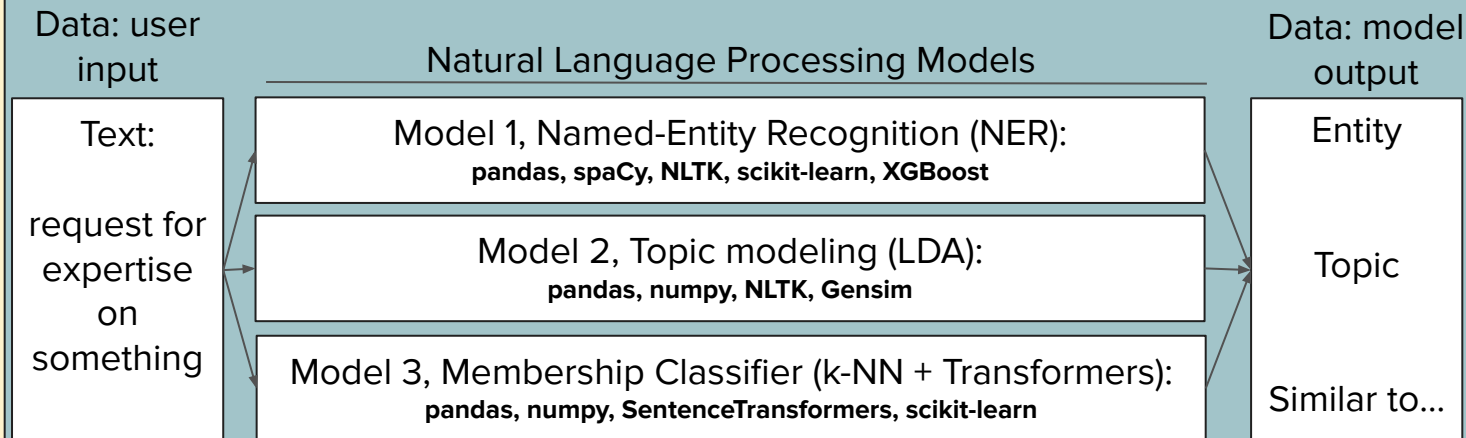 Data: user
input
Natural Language Processing Models
Data: model
output
Text:
request for
expertise
on
something
Model 1, Named-Entity Recognition (NER):
pandas, spaCy, NLTK, scikit-learn, XGBoost
Model 2, Topic modeling (LDA):
pandas, numpy, NLTK, Gensim
Model 3, Membership Classifier (k-NN + Transformers):
pandas, numpy, SentenceTransformers, scikit-learn
Entity
Topic
Similar to...